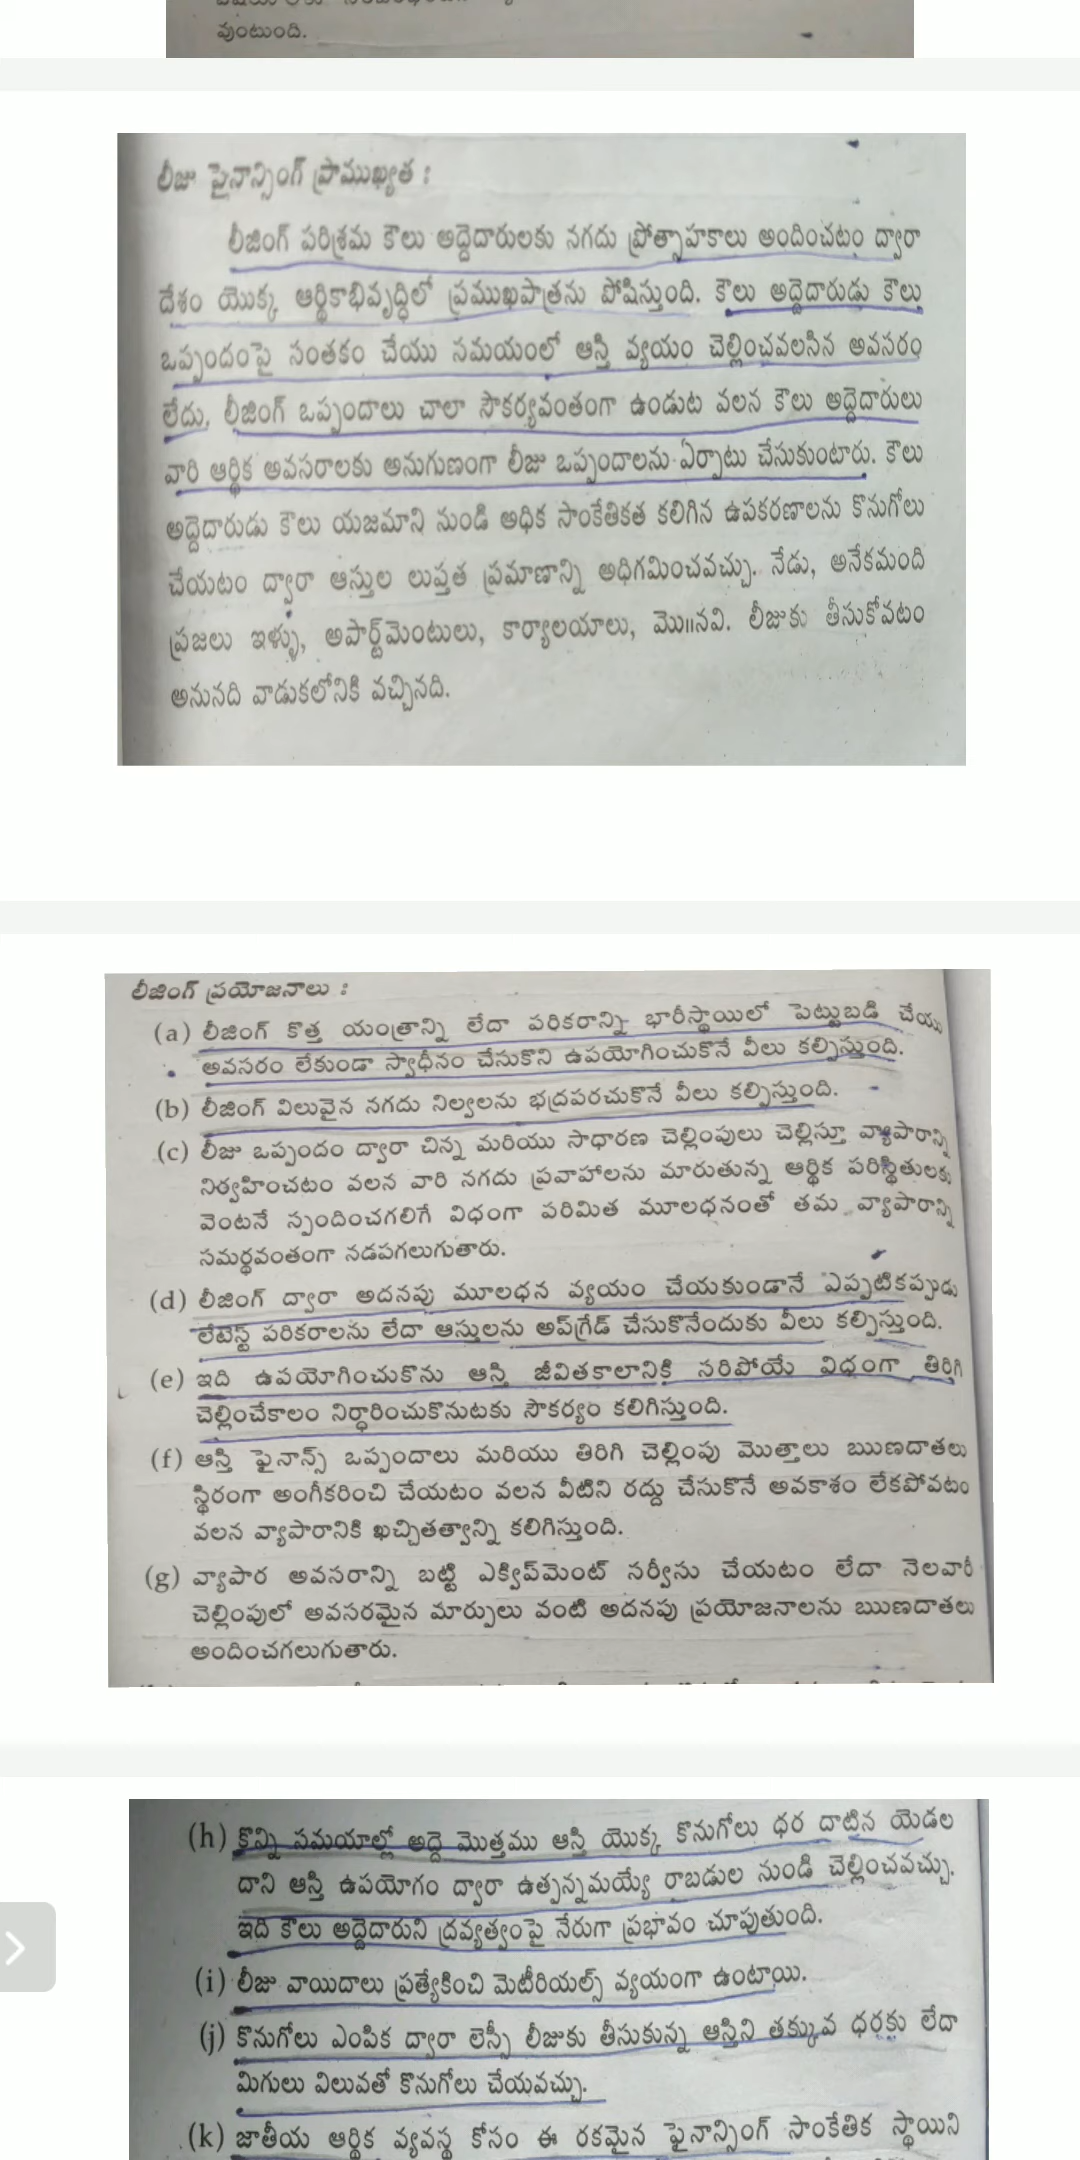 వుంటుంది.
లీజు ఫైనాన్సింగ్ ప్రాముఖ్యత :
లీజింగ్ పరిశ్రమ కౌలు అద్దెదారులకు నగదు ప్రోత్సాహకాలు అందించటం ద్వారా
దేశం యొక్క ఆర్థికాభివృద్ధిలో ప్రముఖపాత్రను పోషిస్తుంది. కౌలు అద్దెదారుడు కౌలు
ఒప్పందంపై సంతకం చేయు సమయంలో ఆస్తి వ్యయం చెల్లించవలసిన అవసరం
లేదు. లీజింగ్ ఒప్పందాలు చాలా సౌకర్యవంతంగా ఉండుట వలన కౌలు అద్దెదారులు
వారి ఆర్థిక అవసరాలకు అనుగుణంగా లీజు ఒప్పందాలను ఏర్పాటు చేసుకుంటారు. కౌలు
అద్దెదారుడు కౌలు యజమాని నుండి అధిక సాంకేతికత కలిగిన ఉపకరణాలను కొనుగోలు
చేయటం ద్వారా ఆస్తుల లుప్తత ప్రమాణాన్ని అధిగమించవచ్చు. నేడు, అనేకమంది
ప్రజలు ఇళ్ళు, అపార్ట్‌మెంటులు, కార్యాలయాలు, మొ॥నవి. లీజుకు తీసుకోవటం
అనునది వాడుకలోనికి వచ్చినది.
లీజింగ్ ప్రయోజనాలు :
(a) లీజింగ్ కొత్త యంత్రాన్ని లేదా పరికరాన్ని భారీస్థాయిలో పెట్టుబడి చేయు
అవసరం లేకుండా స్వాధీనం చేసుకొని ఉపయోగించుకొనే వీలు కల్పిస్తుంది.
(b) లీజింగ్ విలువైన నగదు నిల్వలను భద్రపరచుకొనే వీలు కల్పిస్తుంది.
(c) లీజు ఒప్పందం ద్వారా చిన్న మరియు సాధారణ చెల్లింపులు చెల్లిస్తూ వ్యాపారాన్ని
నిర్వహించటం వలన వారి నగదు ప్రవాహాలను మారుతున్న ఆర్థిక పరిస్థితులకు
వెంటనే స్పందించగలిగే విధంగా పరిమిత మూలధనంతో తమ వ్యాపారాన్ని
సమర్థవంతంగా నడపగలుగుతారు.
(d) లీజింగ్ ద్వారా అదనపు మూలధన వ్యయం చేయకుండానే ఎప్పటికప్పుడు
లేటెస్ట్ పరికరాలను లేదా ఆస్తులను అప్‌గ్రేడ్ చేసుకొనేందుకు వీలు కల్పిస్తుంది.
(e) ఇది ఉపయోగించుకొను ఆస్తి జీవితకాలానికి సరిపోయే విధంగా తిరిగి
చెల్లించేకాలం నిర్ధారించుకొనుటకు సౌకర్యం కలిగిస్తుంది.
(f) ఆస్తి ఫైనాన్స్ ఒప్పందాలు మరియు తిరిగి చెల్లింపు మొత్తాలు ఋణదాతలు
స్థిరంగా అంగీకరించి చేయటం వలన వీటిని రద్దు చేసుకొనే అవకాశం లేకపోవటం
వలన వ్యాపారానికి ఖచ్చితత్వాన్ని కలిగిస్తుంది.
(g) వ్యాపార అవసరాన్ని బట్టి ఎక్విప్‌మెంట్ సర్వీసు చేయటం లేదా నెలవారీ
చెల్లింపులో అవసరమైన మార్పులు వంటి అదనపు ప్రయోజనాలను ఋణదాతలు
అందించగలుగుతారు.
(h) కొన్ని సమయాల్లో అద్దె మొత్తము ఆస్తి యొక్క కొనుగోలు ధర దాటిన యెడల
దాని ఆస్తి ఉపయోగం ద్వారా ఉత్పన్నమయ్యే రాబడుల నుండి చెల్లించవచ్చు.
ఇది కౌలు అద్దెదారుని ద్రవ్యత్వంపై నేరుగా ప్రభావం చూపుతుంది.
(i) లీజు వాయిదాలు ప్రత్యేకించి మెటీరియల్స్ వ్యయంగా ఉంటాయి.
(j) కొనుగోలు ఎంపిక ద్వారా లెస్సీ లీజుకు తీసుకున్న ఆస్తిని తక్కువ ధరకు లేదా
మిగులు విలువతో కొనుగోలు చేయవచ్చు.
(k) జాతీయ ఆర్థిక వ్యవస్థ కోసం ఈ రకమైన ఫైనాన్సింగ్ సాంకేతిక స్థాయిని